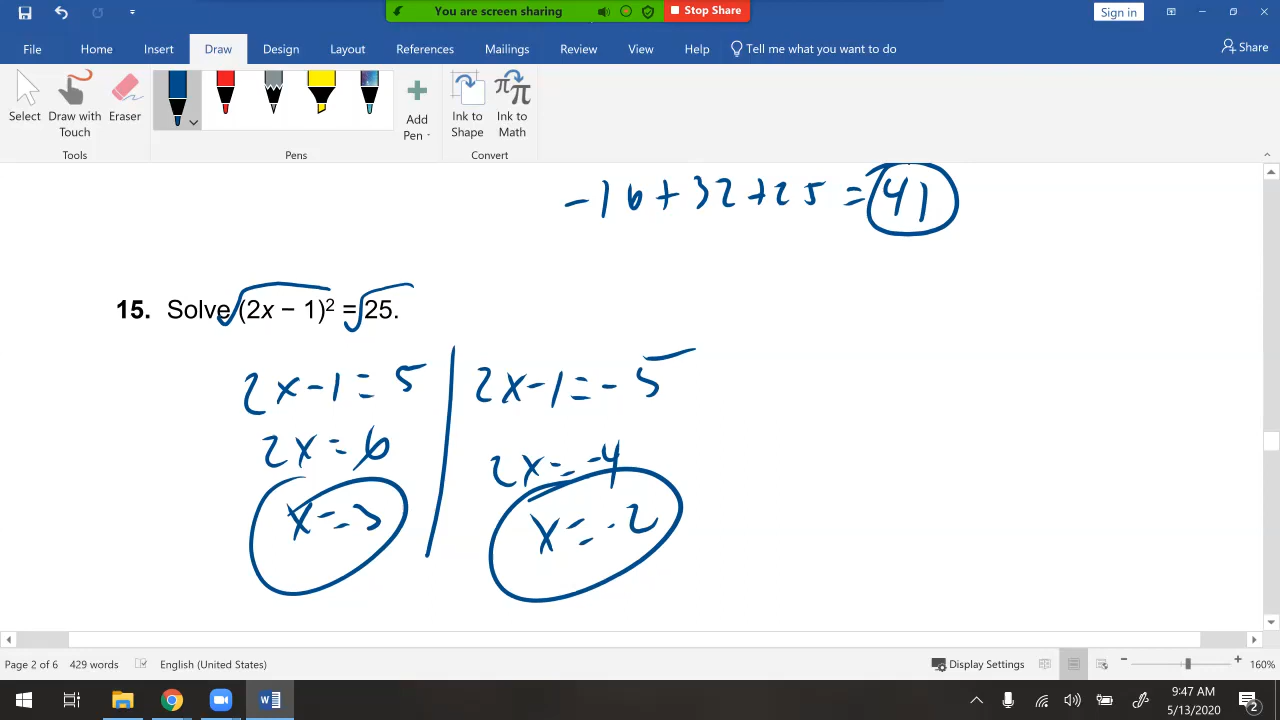 You are screen sharing
Stop Share
Sign in
File Home Insert Draw Design Layout References Mailings Review View Help Tell me what you want to do Share
Select Draw with Touch Eraser Add Pen Ink to Shape Ink to Math
Tools Pens Convert
-16+32+25=41
15. Solve (2x − 1)² = 25.
2x-1=5 2x-1=-5
2x=6 2x=-4
x=3 x=-2
Page 2 of 6 429 words English (United States) Display Settings 160%
9:47 AM
5/13/2020
2